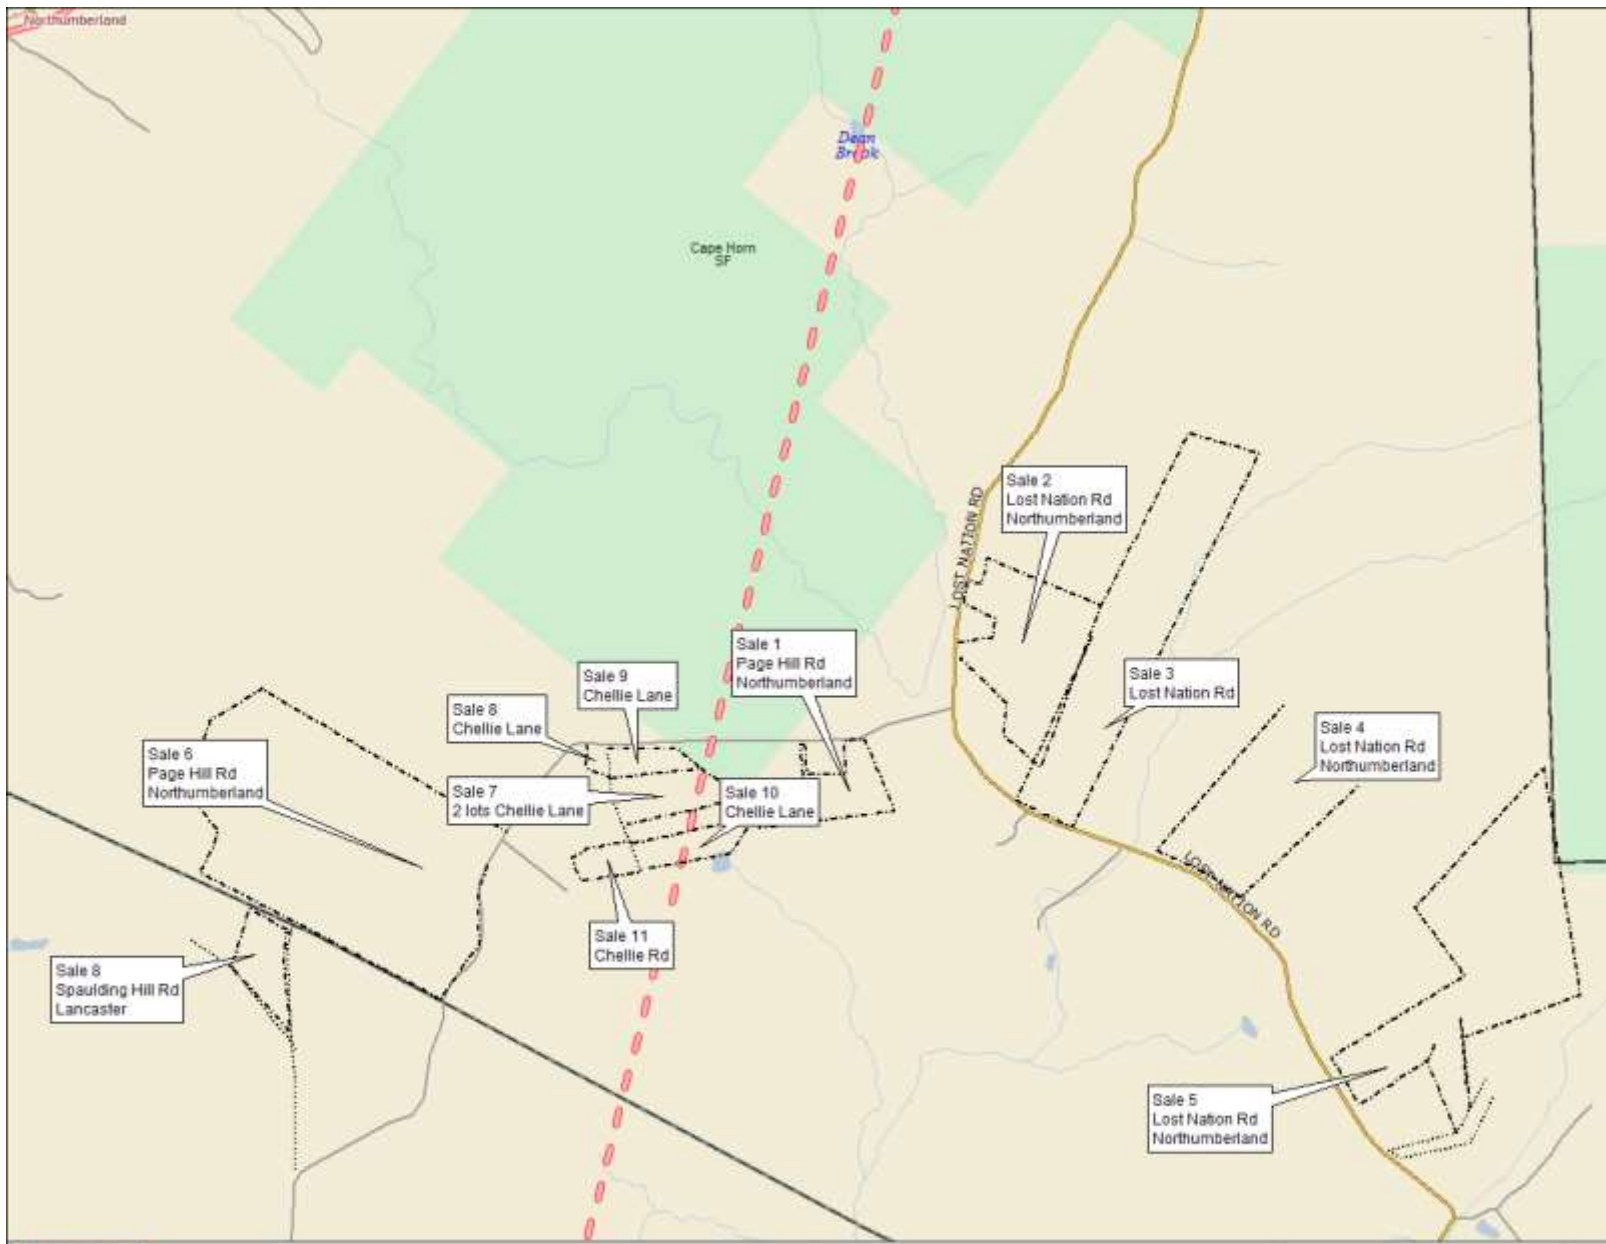 Northumberland
Dean
Brook
Cape Horn
SF
Sale 2
Lost Nation Rd
Northumberland
LOST NATION RD
Sale 1
Page Hill Rd
Northumberland
Sale 9
Chellie Lane
Sale 3
Lost Nation Rd
Sale 8
Chellie Lane
Sale 4
Lost Nation Rd
Northumberland
Sale 6
Page Hill Rd
Northumberland
Sale 7
2 lots Chellie Lane
Sale 10
Chellie Lane
LOST NATION RD
Sale 11
Chellie Rd
Sale 8
Spaulding Hill Rd
Lancaster
Sale 5
Lost Nation Rd
Northumberland